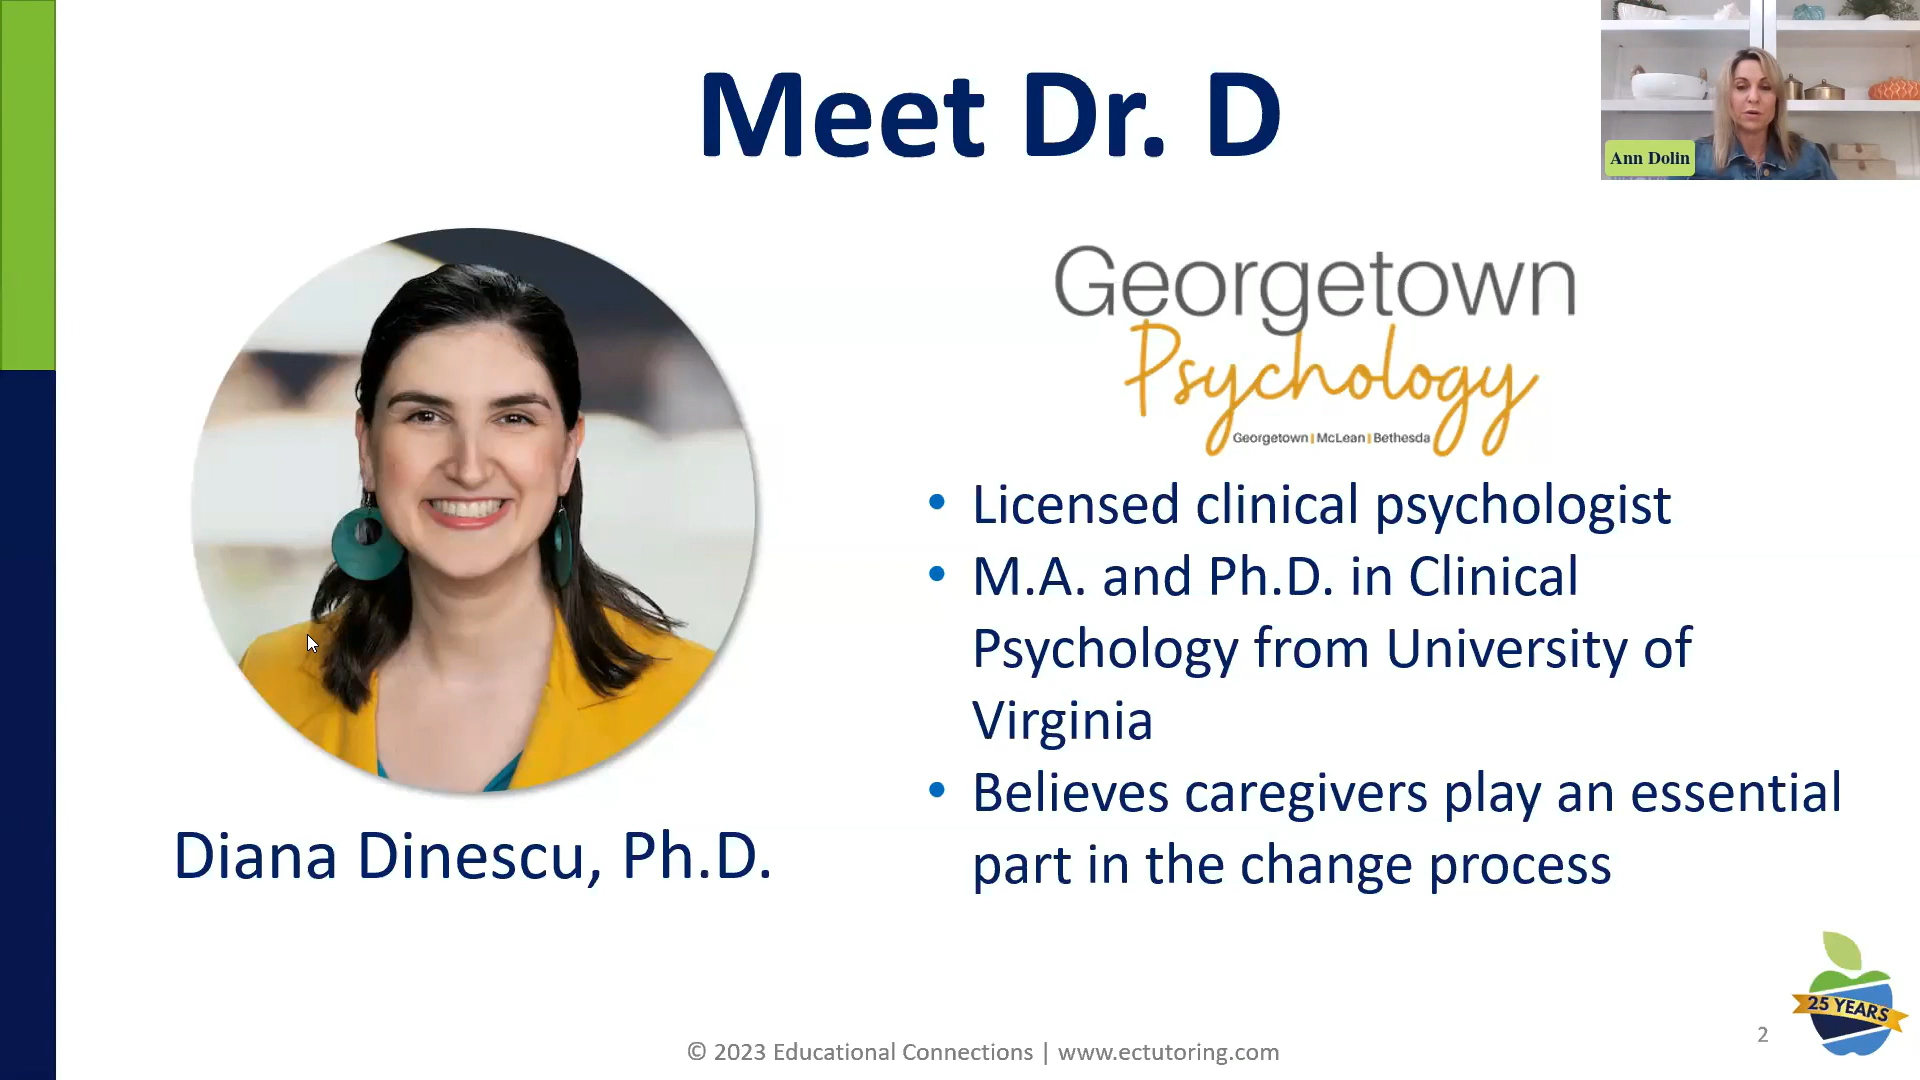 Meet Dr. D
Ann Dolin
Georgetown
Psychology
Georgetown | McLean | Bethesda
• Licensed clinical psychologist
• M.A. and Ph.D. in Clinical
Psychology from University of
Virginia
• Believes caregivers play an essential
part in the change process
Diana Dinescu, Ph.D.
25 YEARS
2
© 2023 Educational Connections | www.ectutoring.com